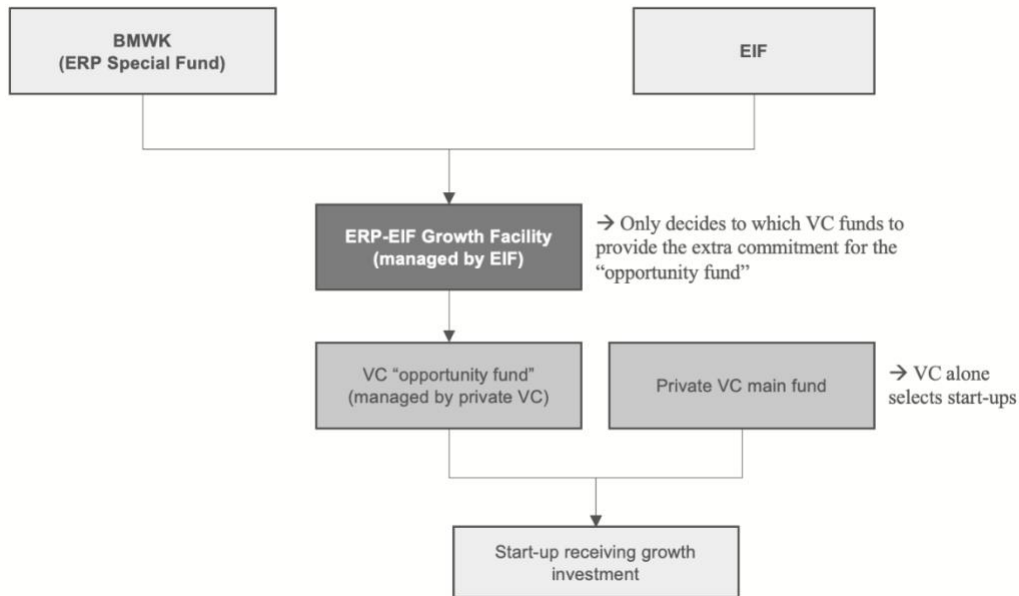 BMWK
(ERP Special Fund)
EIF
ERP-EIF Growth Facility
(managed by EIF)
→ Only decides to which VC funds to
provide the extra commitment for the
“opportunity fund”
VC “opportunity fund”
(managed by private VC)
Private VC main fund
→ VC alone
selects start-ups
Start-up receiving growth
investment